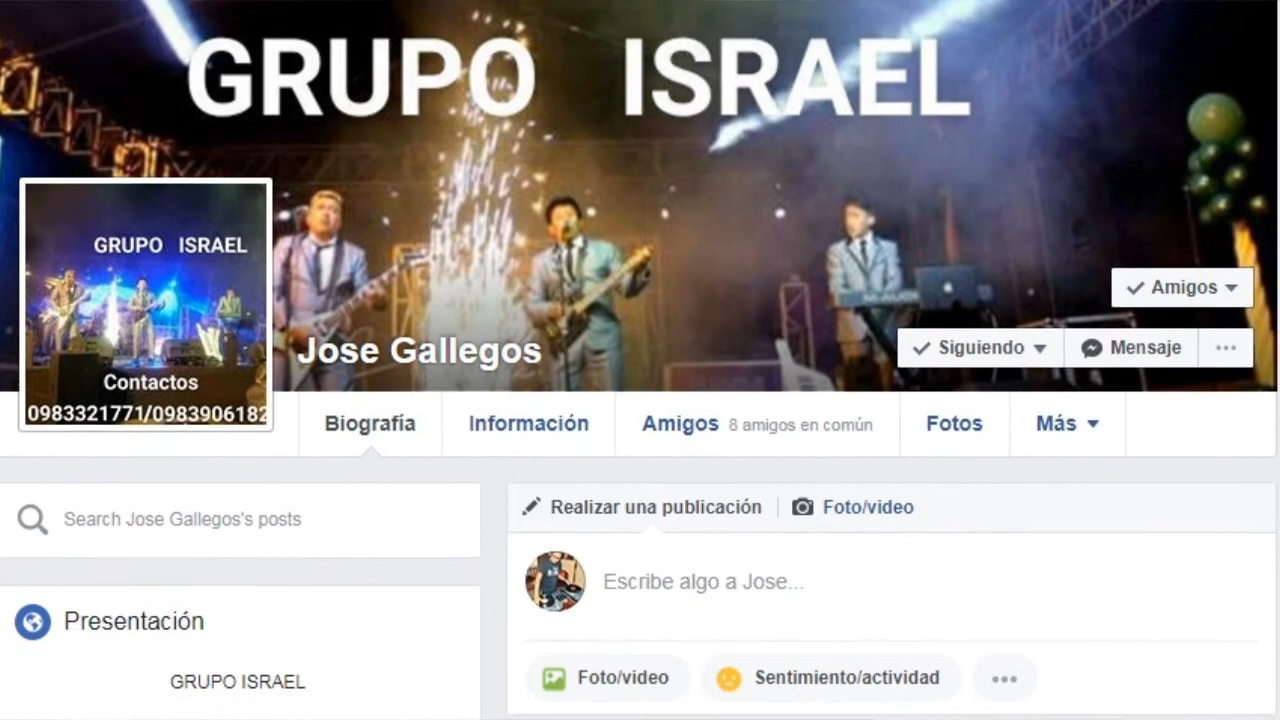 GRUPO ISRAEL
GRUPO ISRAEL
Contactos
0983321771/0983906182
Jose Gallegos
Amigos
Siguiendo
Mensaje
Biografía
Información
Amigos 8 amigos en común
Fotos
Más
Search Jose Gallegos's posts
Realizar una publicación
Foto/video
Escribe algo a Jose...
Presentación
GRUPO ISRAEL
Foto/video
Sentimiento/actividad